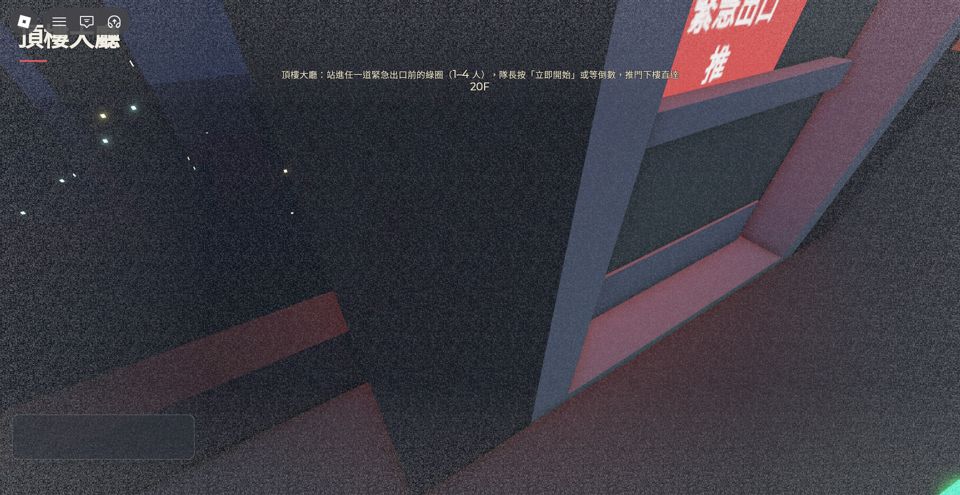 頂樓大廳
頂樓大廳：站進任一道緊急出口前的綠圈（1–4 人），隊長按「立即開始」或等倒數，推門下樓直達
20F
緊急出口
推